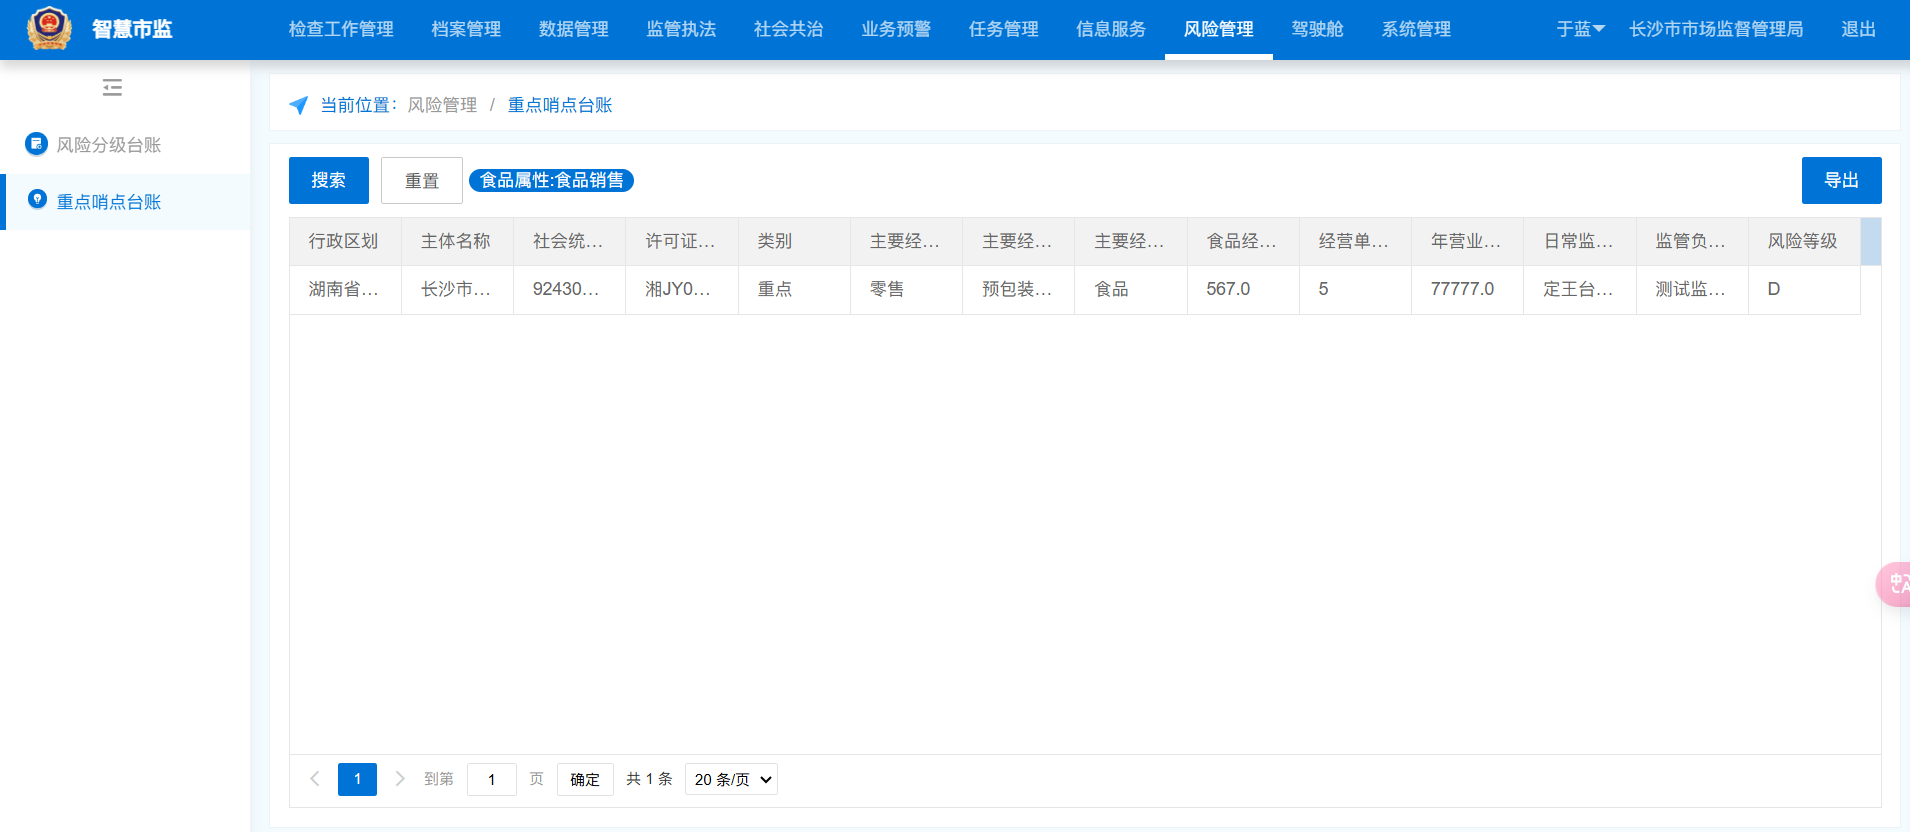 智慧市监 检查工作管理 档案管理 数据管理 监管执法 社会共治 业务预警 任务管理 信息服务 风险管理 驾驶舱 系统管理 于蓝 长沙市市场监督管理局 退出
当前位置： 风险管理 / 重点哨点台账
风险分级台账
重点哨点台账
搜索 重置 食品属性:食品销售 导出
行政区划 主体名称 社会统... 许可证... 类别 主要经... 主要经... 主要经... 食品经... 经营单... 年营业... 日常监... 监管负... 风险等级
湖南省... 长沙市... 92430... 湘JY0... 重点 零售 预包装... 食品 567.0 5 77777.0 定王台... 测试监... D
1 到第 1 页 确定 共 1 条 20 条/页